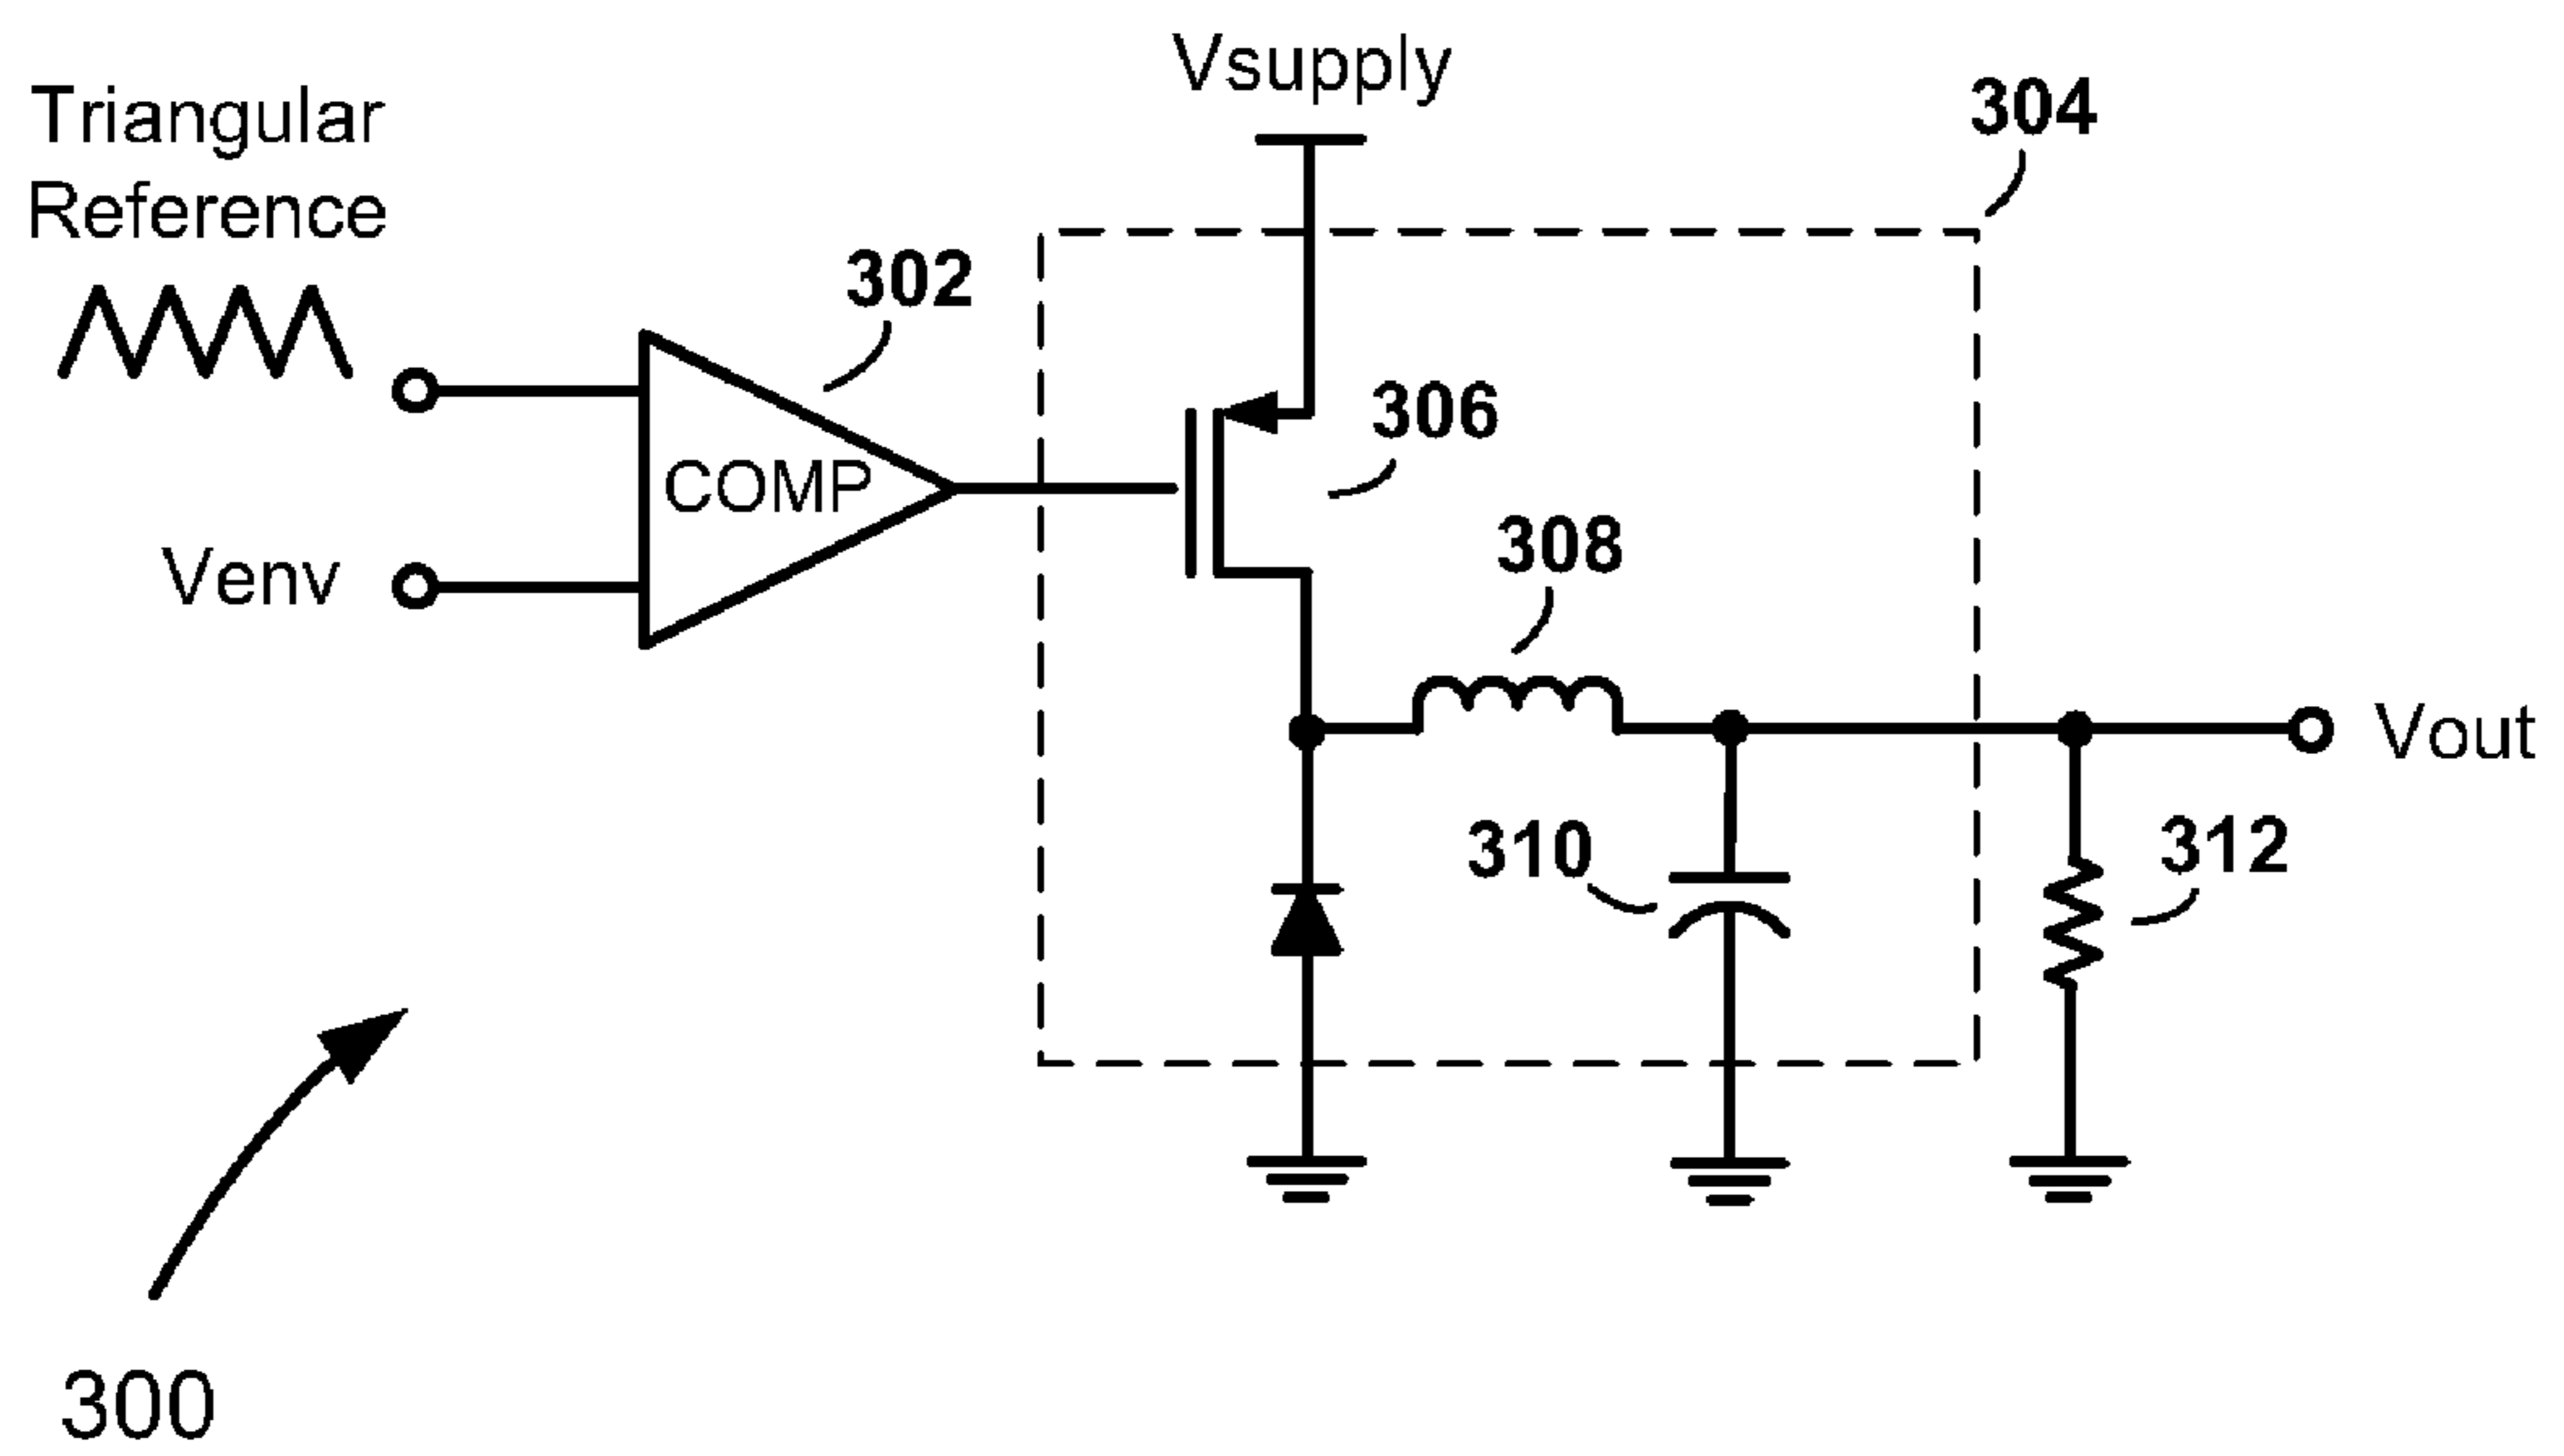 Vsupply
304
Triangular
Reference
302
COMP
306
308
Venv
Vout
310
312
300